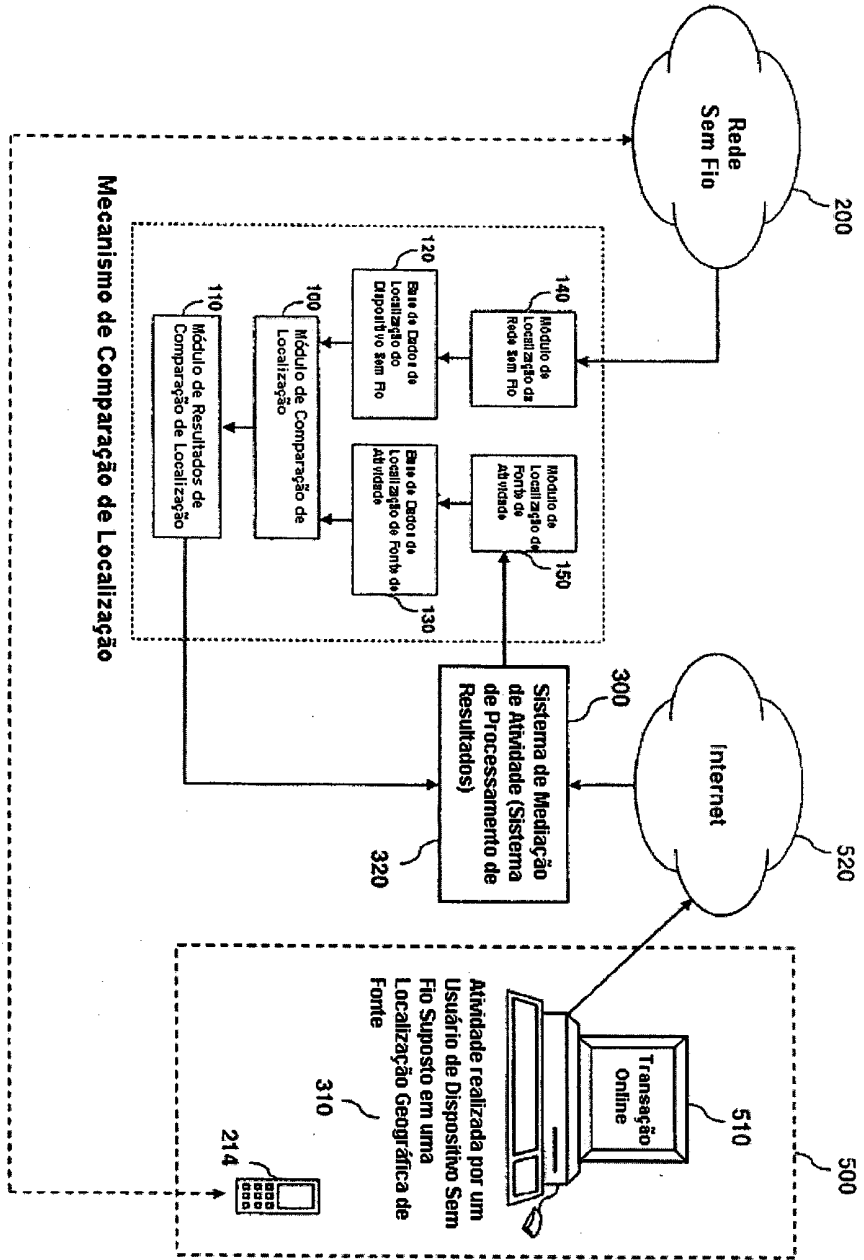 Rede
Sem Fio
200
140
Módulo de
Localização da
Rede Sem Fio
120
Base de Dados de
Localização do
Dispositivo Sem Fio
100
Módulo de Comparação de
Localização
110
Módulo de Resultados de
Comparação de Localização
Módulo de
Localização de
Fonte de
Atividade
150
Base de Dados de
Localização de Fonte de
Atividade
130
Mecanismo de Comparação de Localização
Internet
520
300
Sistema de Mediação
de Atividade (Sistema
de Processamento de
Resultados)
320
500
Transação
Online
510
Atividade realizada por um
Usuário de Dispositivo Sem
Fio Suposto em uma
Localização Geográfica de
Fonte
310
214